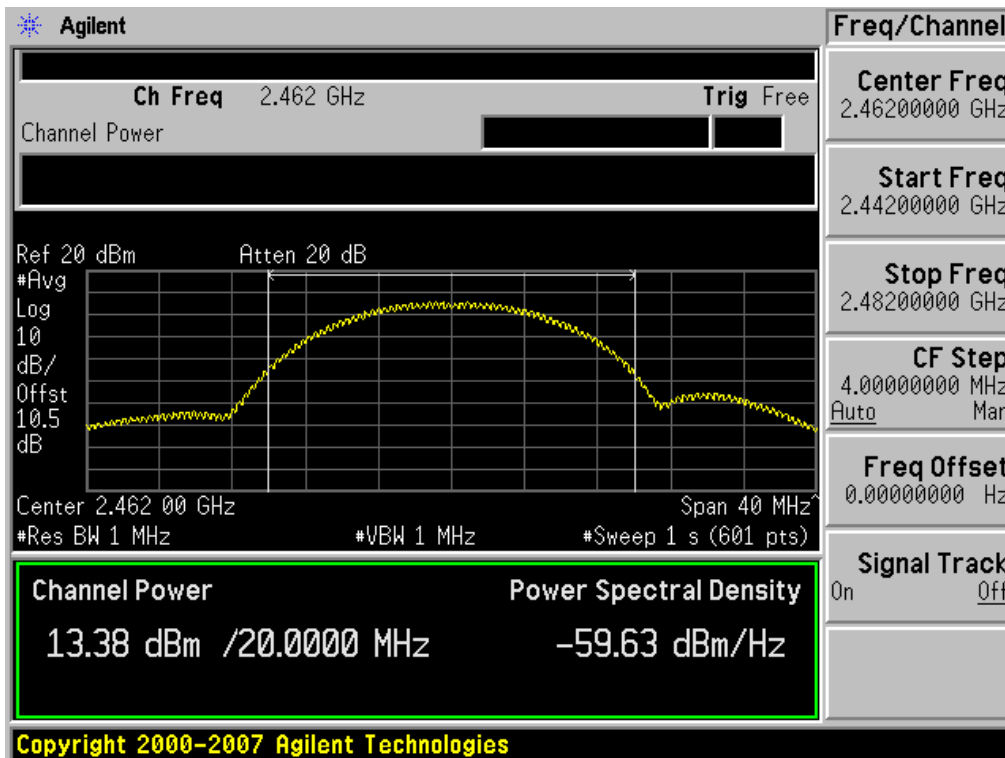 Agilent
Freq/Channel
Ch Freq 2.462 GHz Trig Free
Channel Power
Center Freq
2.46200000 GHz
Start Freq
2.44200000 GHz
Stop Freq
2.48200000 GHz
CF Step
4.00000000 MHz
Auto Man
Freq Offset
0.00000000 Hz
Signal Track
On Off
Ref 20 dBm Atten 20 dB
#Avg
Log
10
dB/
Offst
10.5
dB
Center 2.462 00 GHz Span 40 MHz^
#Res BW 1 MHz #VBW 1 MHz #Sweep 1 s (601 pts)
Channel Power Power Spectral Density
13.38 dBm /20.0000 MHz -59.63 dBm/Hz
Copyright 2000-2007 Agilent Technologies